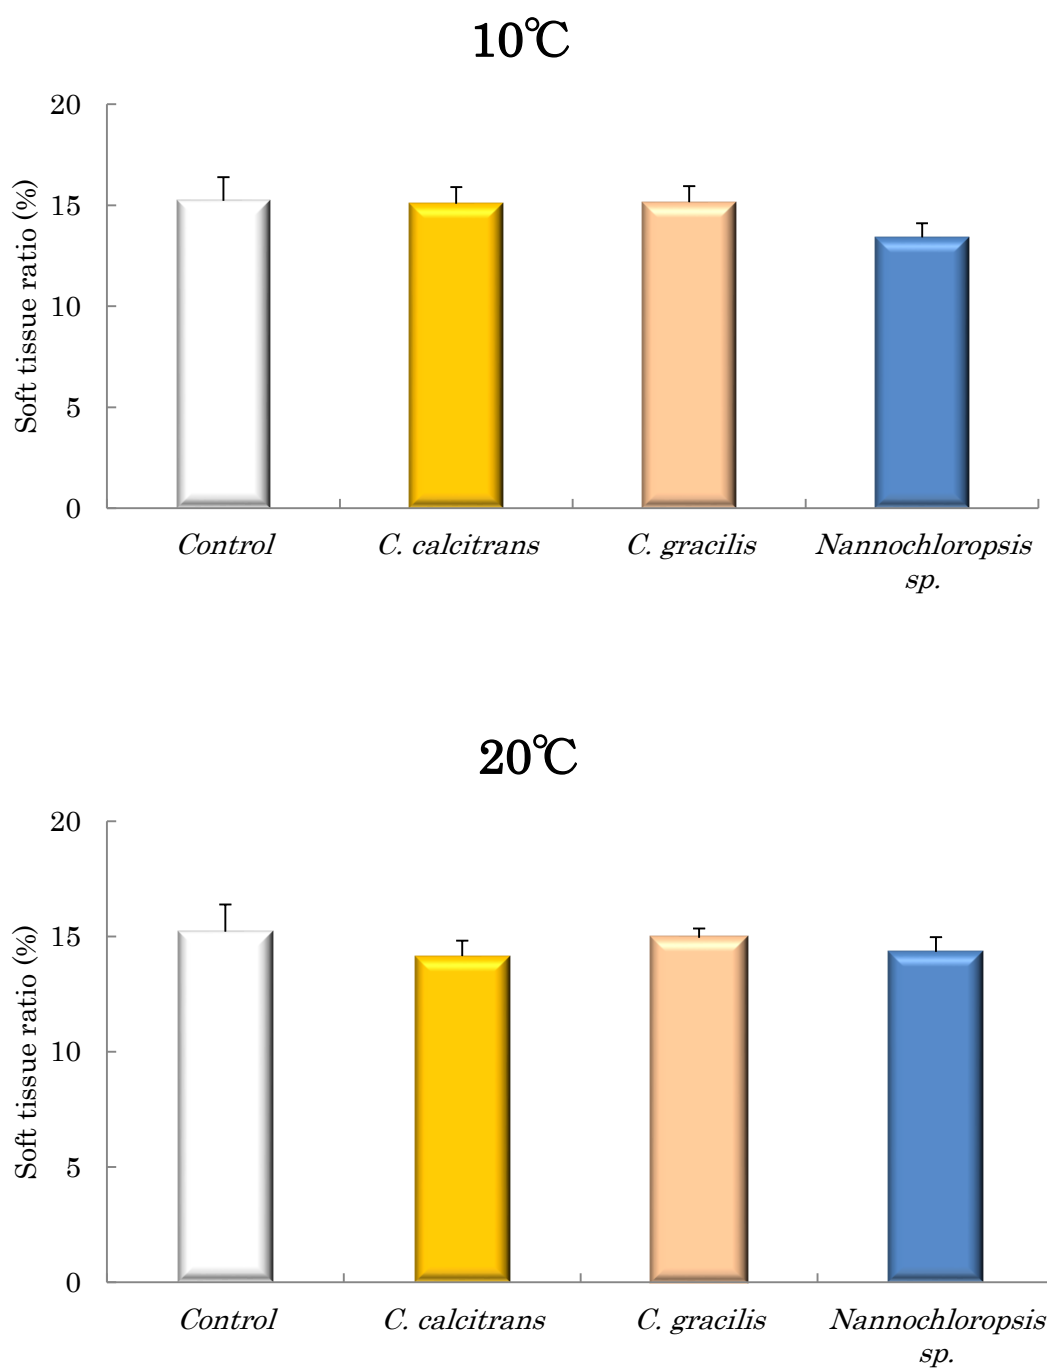 10℃
20
15
10
5
0
Soft tissue ratio (%)
Control
C. calcitrans
C. gracilis
Nannochloropsis
sp.
20℃
20
15
10
5
0
Soft tissue ratio (%)
Control
C. calcitrans
C. gracilis
Nannochloropsis
sp.